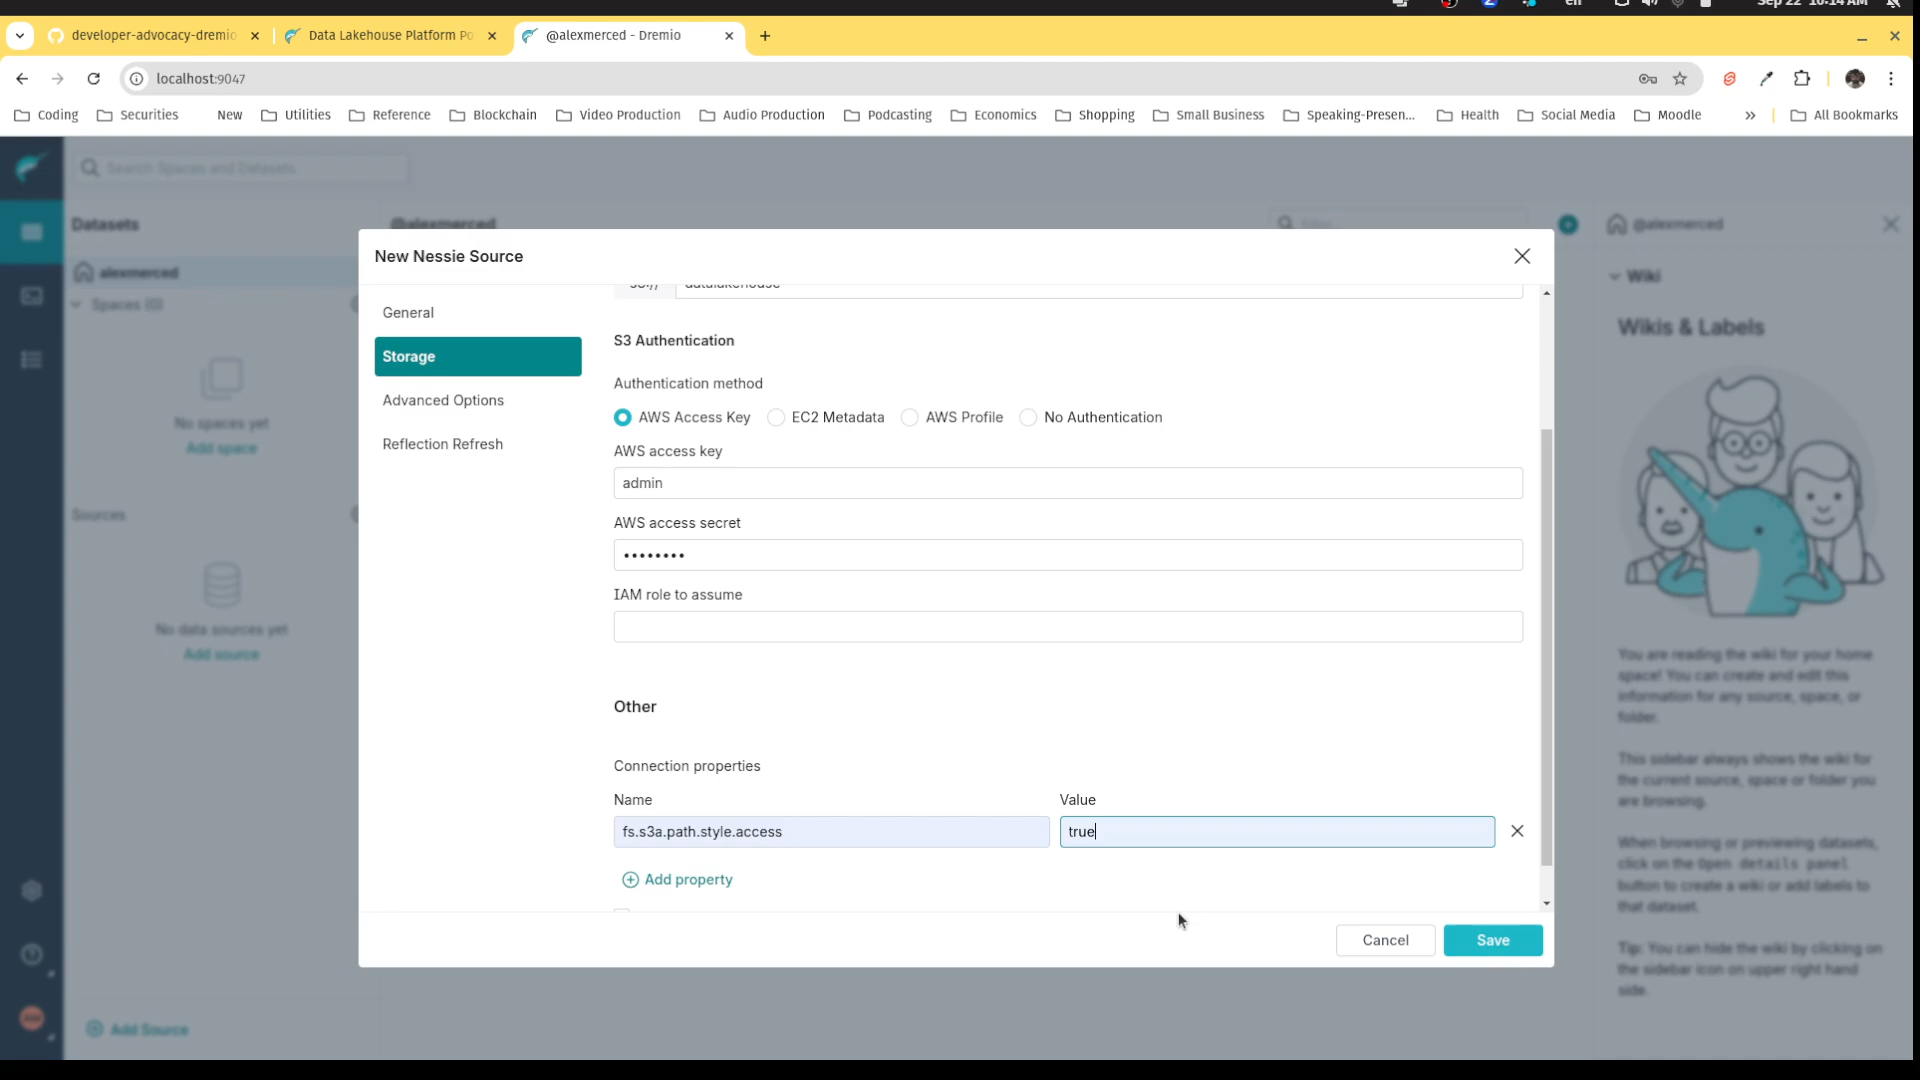 Sep 22 10:14 AM
en
developer-advocacy-dremio
Data Lakehouse Platform Po
@alexmerced - Dremio
localhost:9047
Coding
Securities
New
Utilities
Reference
Blockchain
Video Production
Audio Production
Podcasting
Economics
Shopping
Small Business
Speaking-Presen...
Health
Social Media
Moodle
All Bookmarks
Search Spaces and Datasets
Datasets
@alexmerced
Filter...
@alexmerced
alexmerced
Spaces (0)
No spaces yet
Add space
Sources
No data sources yet
Add source
Add Source
New Nessie Source
General
Storage
Advanced Options
Reflection Refresh
s3://
datalakehouse
S3 Authentication
Authentication method
AWS Access Key
EC2 Metadata
AWS Profile
No Authentication
AWS access key
admin
AWS access secret
••••••••
IAM role to assume
Other
Connection properties
Name
Value
fs.s3a.path.style.access
true
Add property
Cancel
Save
Wiki
Wikis & Labels
You are reading the wiki for your home
space! You can create and edit this
information for any source, space, or
folder.
This sidebar always shows the wiki for
the current source, space or folder you
are browsing.
When browsing or previewing datasets,
click on the Open details panel
button to create a wiki or add labels to
that dataset.
Tip: You can hide the wiki by clicking on
the sidebar icon on upper right hand
side.